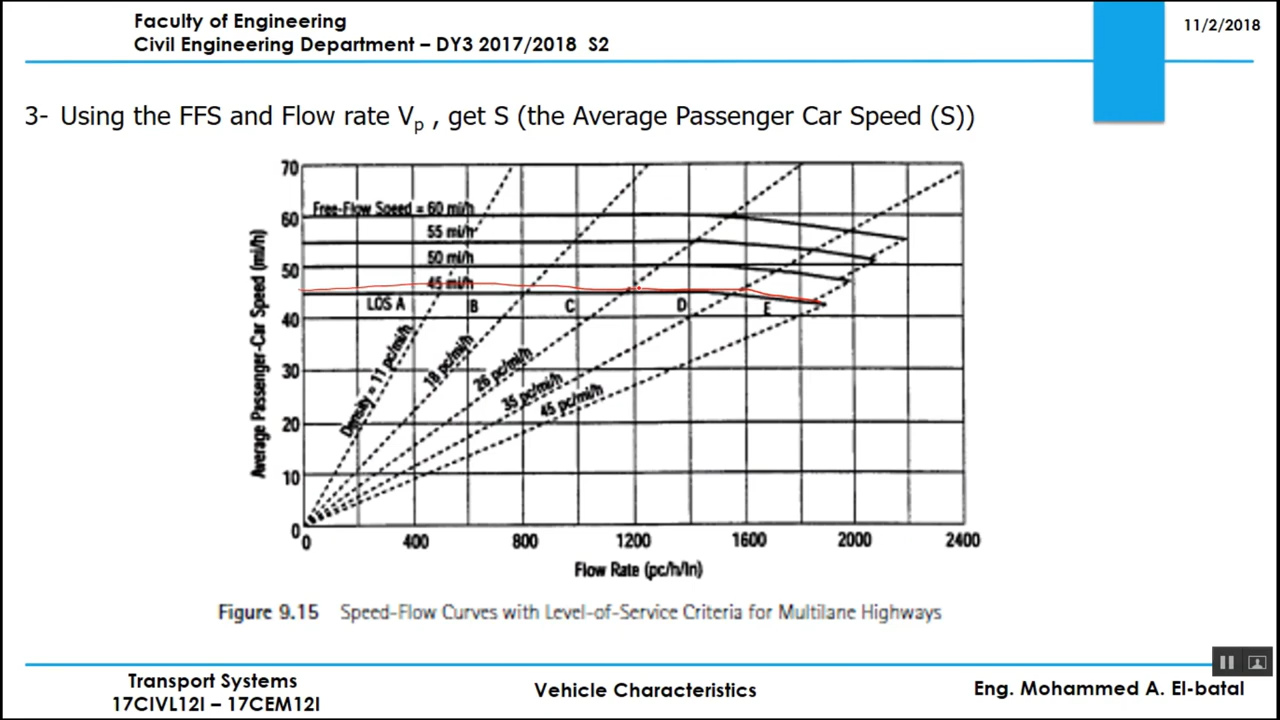 Faculty of Engineering
Civil Engineering Department – DY3 2017/2018 S2
11/2/2018
3- Using the FFS and Flow rate Vp , get S (the Average Passenger Car Speed (S))
70
60
50
40
30
20
10
0
Average Passenger-Car Speed (mi/h)
Free-Flow Speed = 60 mi/h
55 mi/h
50 mi/h
45 mi/h
LOS A
B
C
D
E
Density = 11 pc/mi/h
18 pc/mi/h
26 pc/mi/h
35 pc/mi/h
45 pc/mi/h
0 400 800 1200 1600 2000 2400
Flow Rate (pc/h/ln)
Figure 9.15 Speed-Flow Curves with Level-of-Service Criteria for Multilane Highways
Transport Systems
17CIVL12I – 17CEM12I
Vehicle Characteristics
Eng. Mohammed A. El-batal